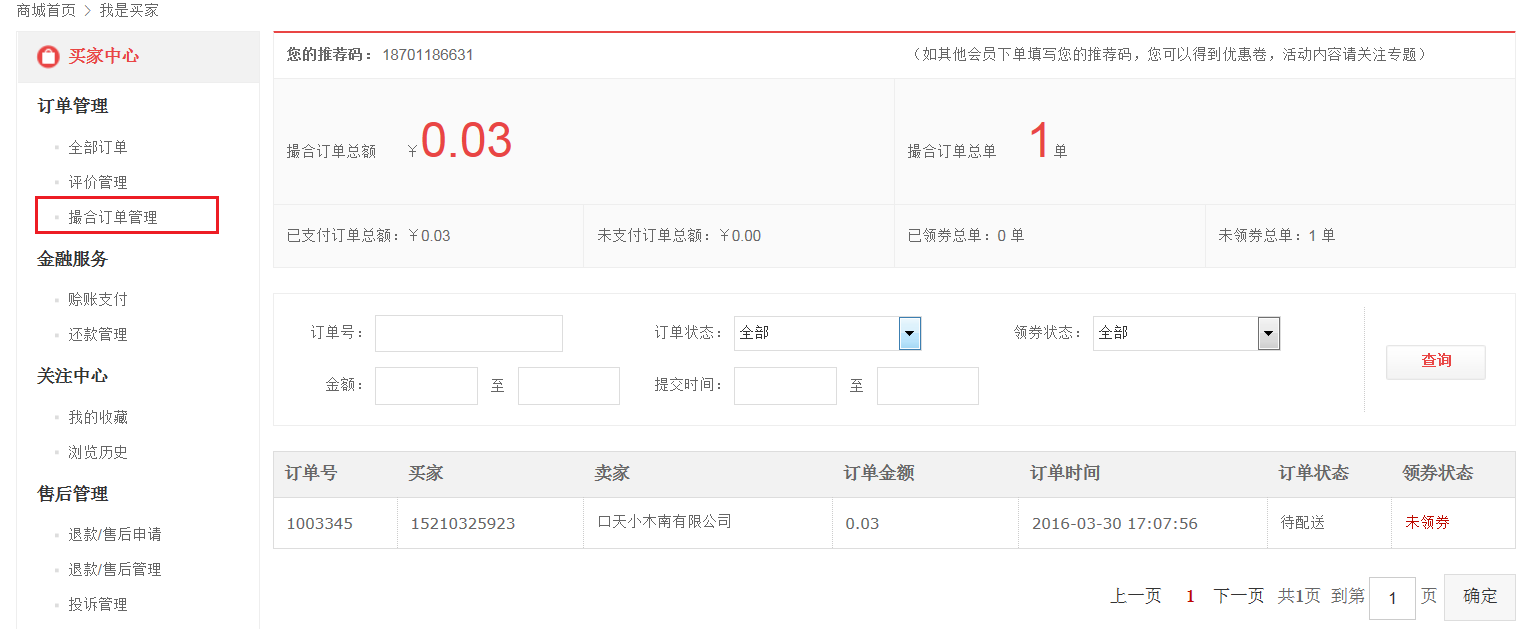 商城首页 > 我是买家
买家中心
订单管理
全部订单
评价管理
撮合订单管理
金融服务
赊账支付
还款管理
关注中心
我的收藏
浏览历史
售后管理
退款/售后申请
退款/售后管理
投诉管理
您的推荐码：18701186631 （如其他会员下单填写您的推荐码，您可以得到优惠卷，活动内容请关注专题）
撮合订单总额 ￥0.03 撮合订单总单 1 单
已支付订单总额：￥0.03 未支付订单总额：￥0.00 已领券总单：0 单 未领券总单：1 单
订单号： 订单状态： 全部 领券状态： 全部
查询
金额： 至 提交时间： 至
订单号 买家 卖家 订单金额 订单时间 订单状态 领券状态
1003345 15210325923 口天小木南有限公司 0.03 2016-03-30 17:07:56 待配送 未领券
上一页 1 下一页 共1页 到第 1 页 确定